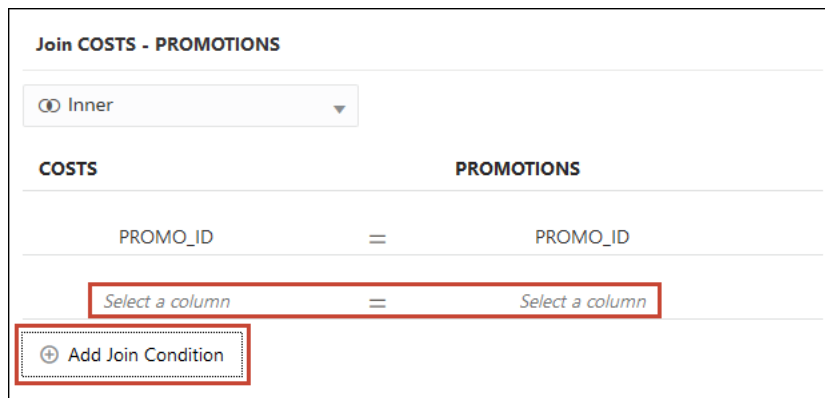 Join COSTS - PROMOTIONS
Inner
COSTS PROMOTIONS
PROMO_ID = PROMO_ID
Select a column = Select a column
Add Join Condition